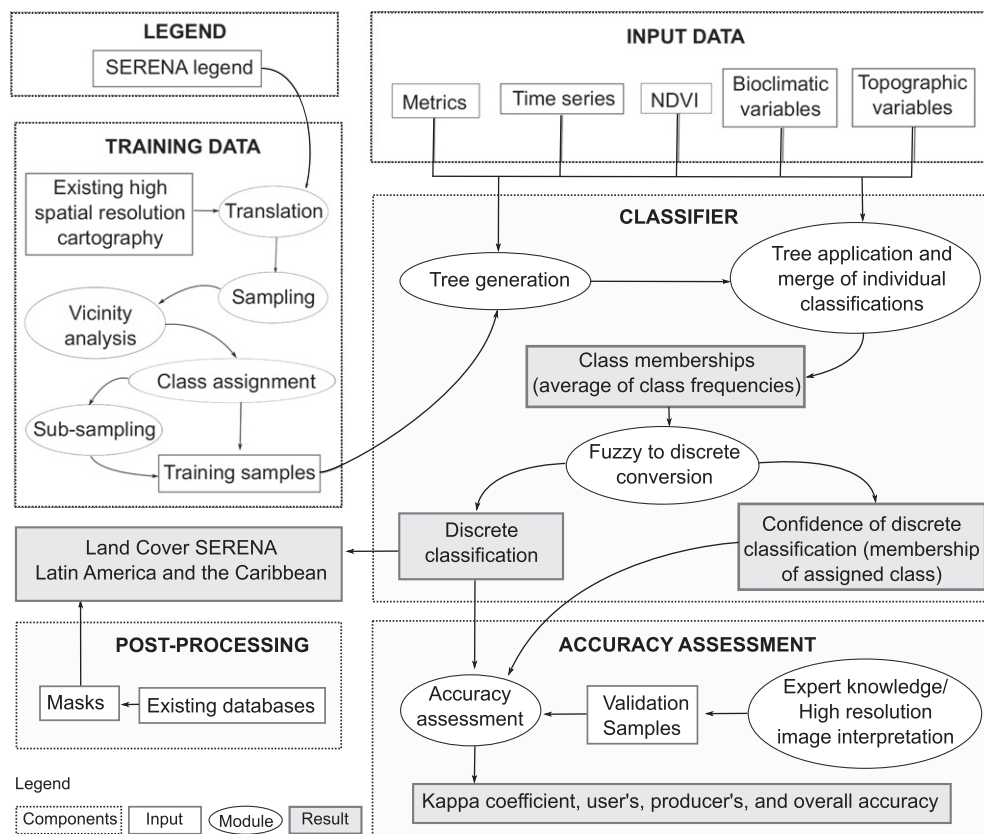 LEGEND
SERENA legend
INPUT DATA
Metrics
Time series
NDVI
Bioclimatic
variables
Topographic
variables
TRAINING DATA
Existing high
spatial resolution
cartography
Translation
Sampling
Vicinity
analysis
Class assignment
Sub-sampling
Training samples
CLASSIFIER
Tree generation
Tree application and
merge of individual
classifications
Class memberships
(average of class frequencies)
Fuzzy to discrete
conversion
Discrete
classification
Confidence of discrete
classification (membership
of assigned class)
Land Cover SERENA
Latin America and the Caribbean
POST-PROCESSING
Masks
Existing databases
ACCURACY ASSESSMENT
Accuracy
assessment
Validation
Samples
Expert knowledge/
High resolution
image interpretation
Kappa coefficient, user's, producer's, and overall accuracy
Legend
Components
Input
Module
Result